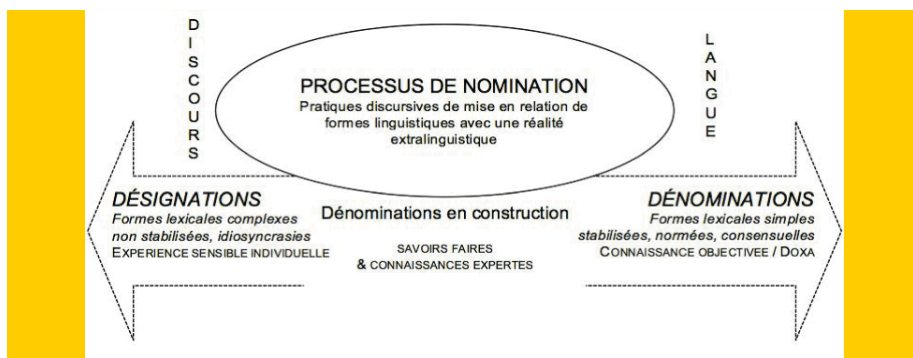 DISCOURS
LANGUE
PROCESSUS DE NOMINATION
Pratiques discursives de mise en relation de
formes linguistiques avec une réalité
extralinguistique
DÉSIGNATIONS
Formes lexicales complexes
non stabilisées, idiosyncrasies
EXPERIENCE SENSIBLE INDIVIDUELLE
Dénominations en construction
SAVOIRS FAIRES
& CONNAISSANCES EXPERTES
DÉNOMINATIONS
Formes lexicales simples
stabilisées, normées, consensuelles
CONNAISSANCE OBJECTIVEE / DOXA